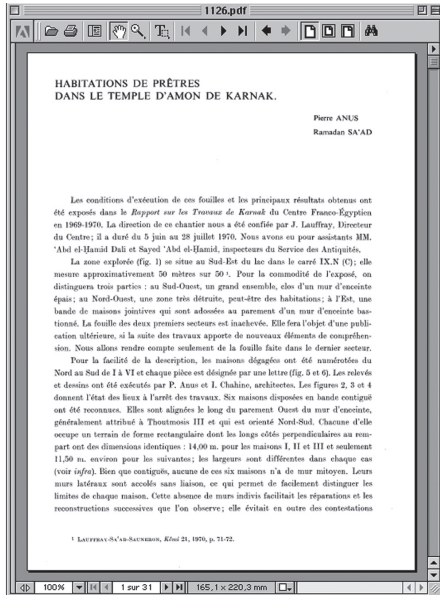 1126.pdf
HABITATIONS DE PRÊTRES
DANS LE TEMPLE D'AMON DE KARNAK.
Pierre ANUS
Ramadan SA'AD
Les conditions d'exécution de ces fouilles et les principaux résultats obtenus ont
été exposés dans le Rapport sur les Travaux de Karnak du Centre Franco-Égyptien
en 1969-1970. La direction de ce chantier nous a été confiée par J. Lauffray, Directeur
du Centre; il a duré du 5 juin au 28 juillet 1970. Nous avons eu pour assistants MM.
'Abd el-Ḥamid Dali et Sayed 'Abd el-Ḥamid, inspecteurs du Service des Antiquités.
La zone explorée (fig. 1) se situe au Sud-Est du lac dans le carré IX.N (C); elle
mesure approximativement 50 mètres sur 50 ¹. Pour la commodité de l'exposé, on
distinguera trois parties : au Sud-Ouest, un grand ensemble, clos d'un mur d'enceinte
épais; au Nord-Ouest, une zone très détruite, peut-être des habitations; à l'Est, une
bande de maisons jointives qui sont adossées au parement d'un mur d'enceinte bas-
tionné. La fouille des deux premiers secteurs est inachevée. Elle fera l'objet d'une publi-
cation ultérieure, si la suite des travaux apporte de nouveaux éléments de compréhen-
sion. Nous allons rendre compte seulement de la fouille faite dans le dernier secteur.
Pour la facilité de la description, les maisons dégagées ont été numérotées du
Nord au Sud de I à VI et chaque pièce est désignée par une lettre (fig. 5 et 6). Les relevés
et dessins ont été exécutés par P. Anus et I. Chahine, architectes. Les figures 2, 3 et 4
donnent l'état des lieux à l'arrêt des travaux. Six maisons disposées en bande contiguë
ont été reconnues. Elles sont alignées le long du parement Ouest du mur d'enceinte,
généralement attribué à Thoutmosis III et qui est orienté Nord-Sud. Chacune d'elle
occupe un terrain de forme rectangulaire dont les longs côtés perpendiculaires au rem-
part ont des dimensions identiques : 14,00 m. pour les maisons I, II et III et seulement
11,50 m. environ pour les suivantes; les largeurs sont différentes dans chaque cas
(voir infra). Bien que contiguës, aucune de ces six maisons n'a de mur mitoyen. Leurs
murs latéraux sont accolés sans liaison, ce qui permet de facilement distinguer les
limites de chaque maison. Cette absence de murs indivis facilitait les réparations et les
reconstructions successives que l'on observe; elle évitait en outre des contestations
¹ LAUFFRAY-SA'AD-SAUNERON, Kêmi 21, 1970, p. 71-72.
100%
1 sur 31
165,1 x 220,3 mm